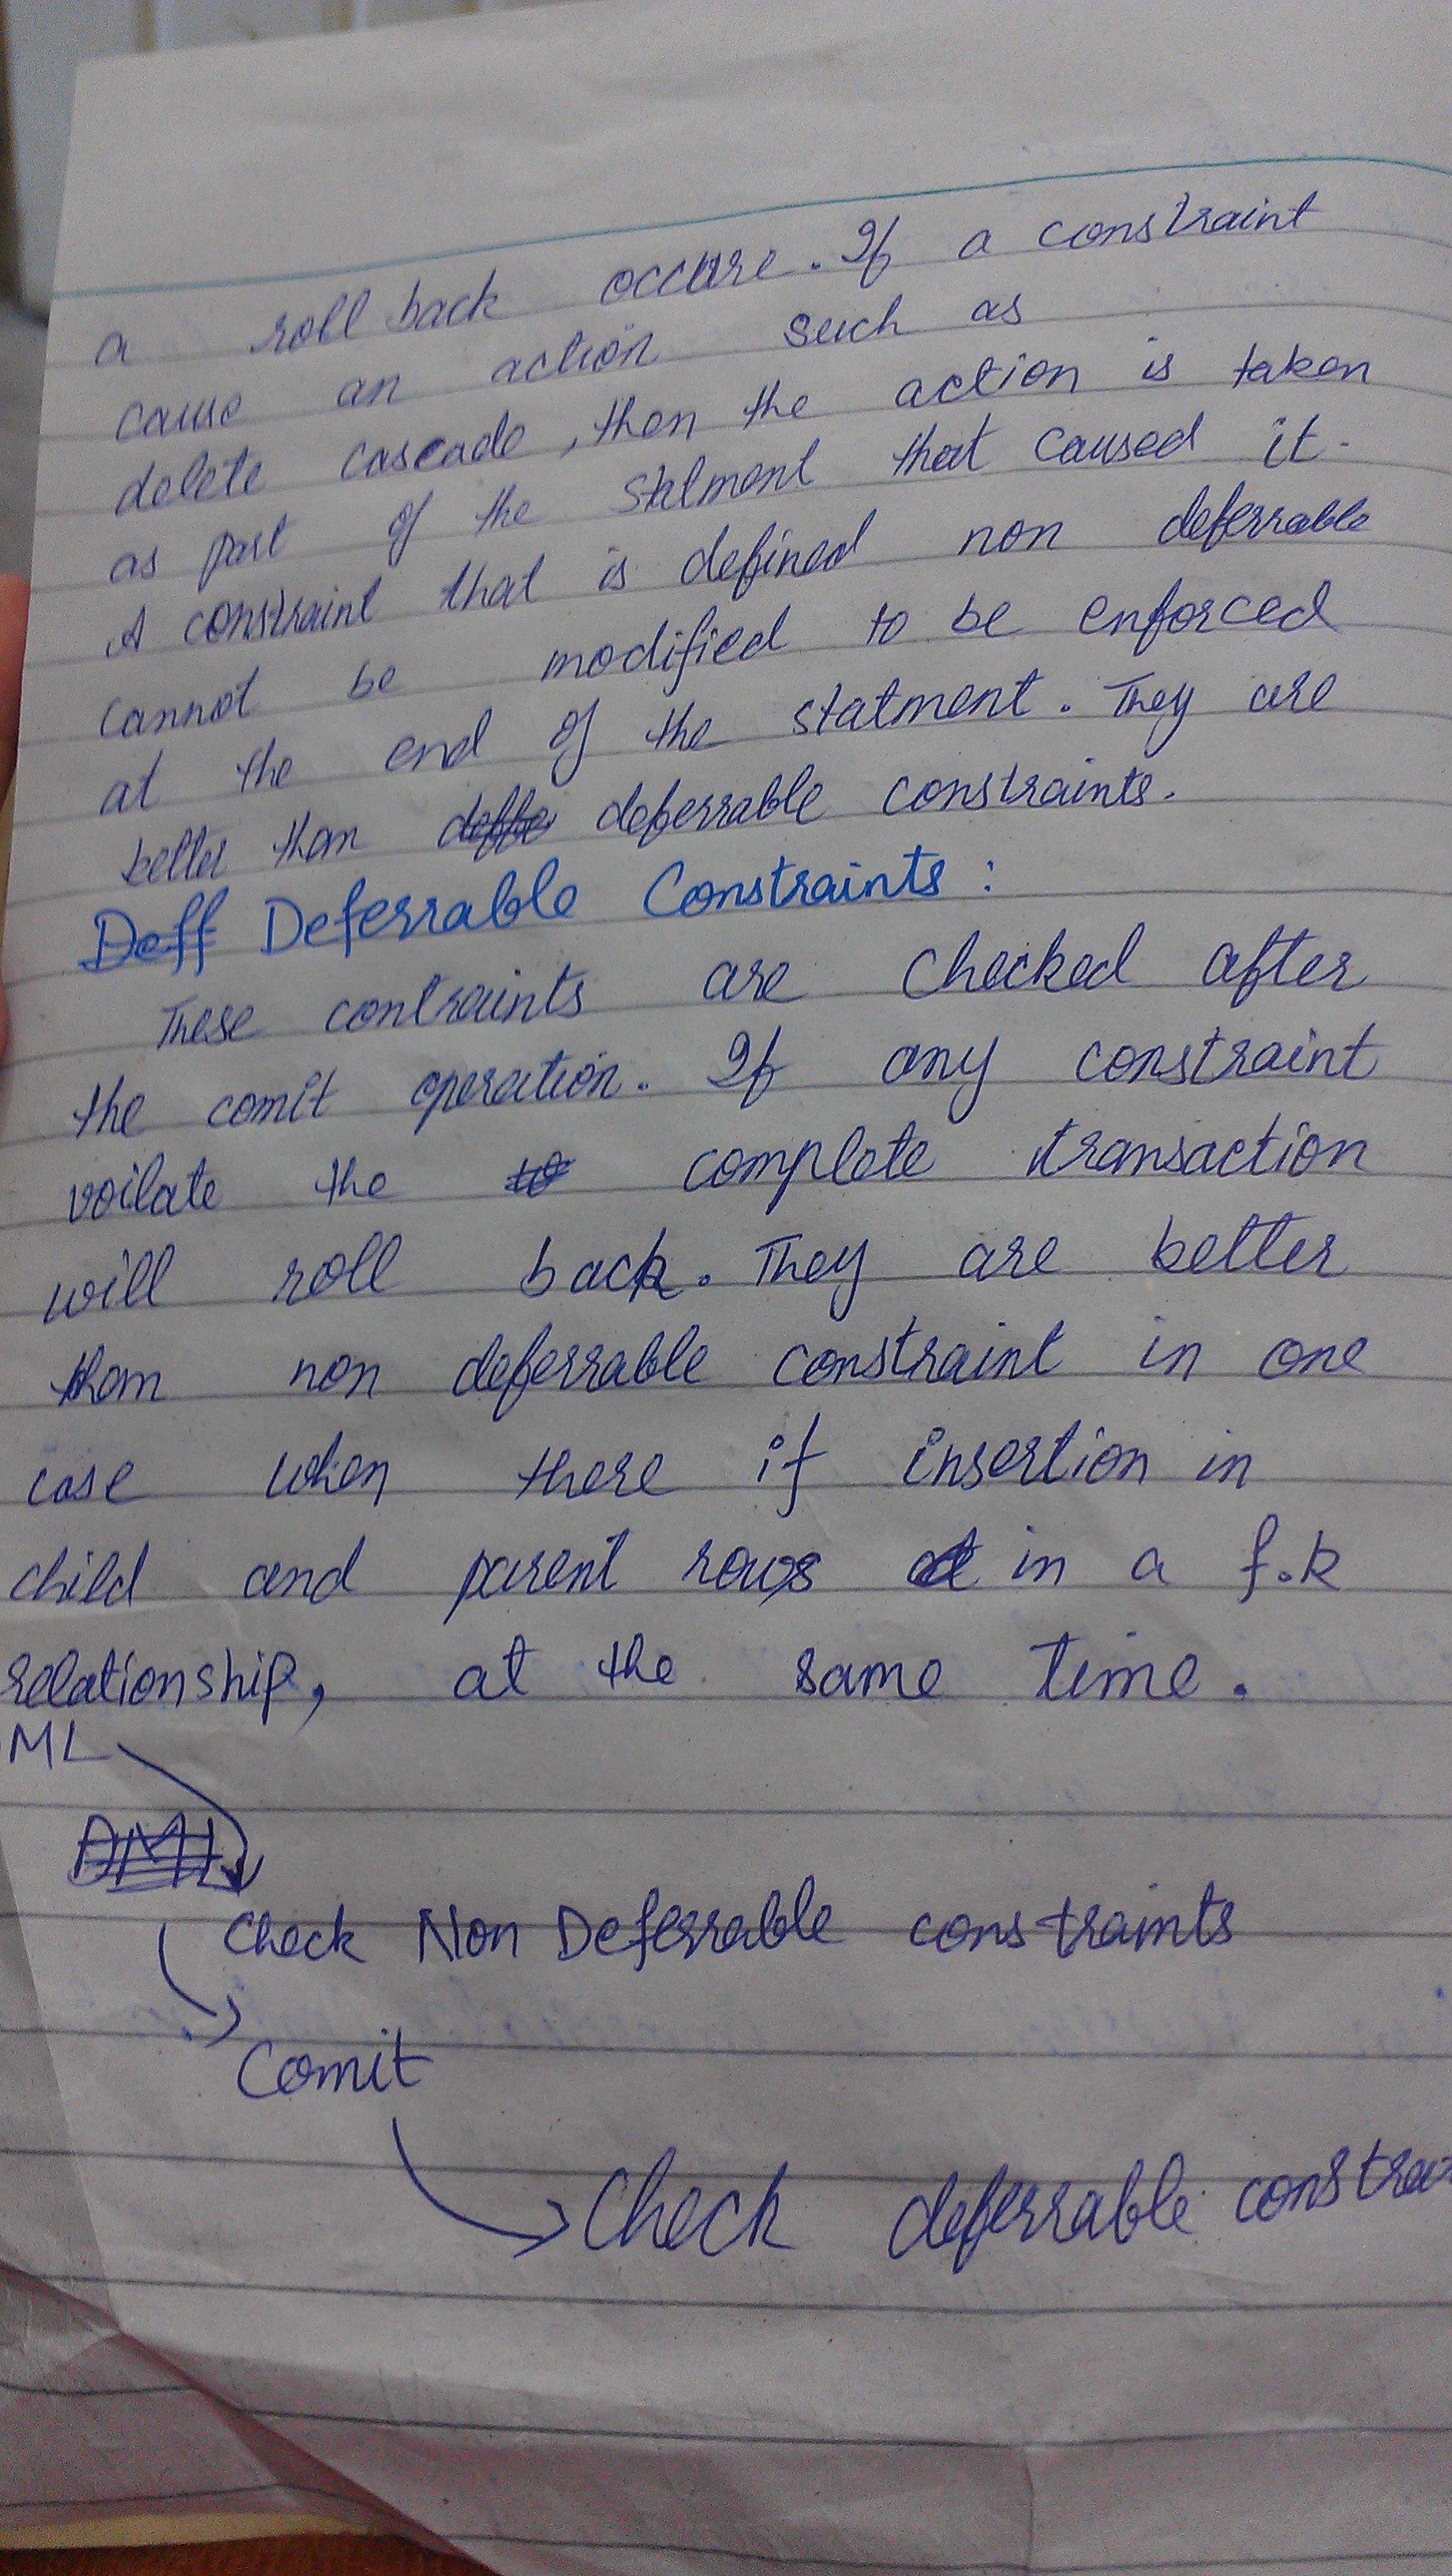 a roll back occure. If a constraint
cause an action such as
delete cascade, then the action is taken
as part of the statment that caused it.
A constraint that is defined non deferrable
cannot be modified to be enforced
at the end of the statment. They are
better than deffe deferrable constraints.
Deff Deferrable Constraints:
These contraints are checked after
the comit operation. If any constraint
voilate the to complete transaction
will roll back. They are better
than non deferrable constraint in one
case when there if insertion in
child and parent rows in a f.k
relationship, at the same time.
ML
DML
Check Non Deferrable constraints
Comit
Check deferrable constrai